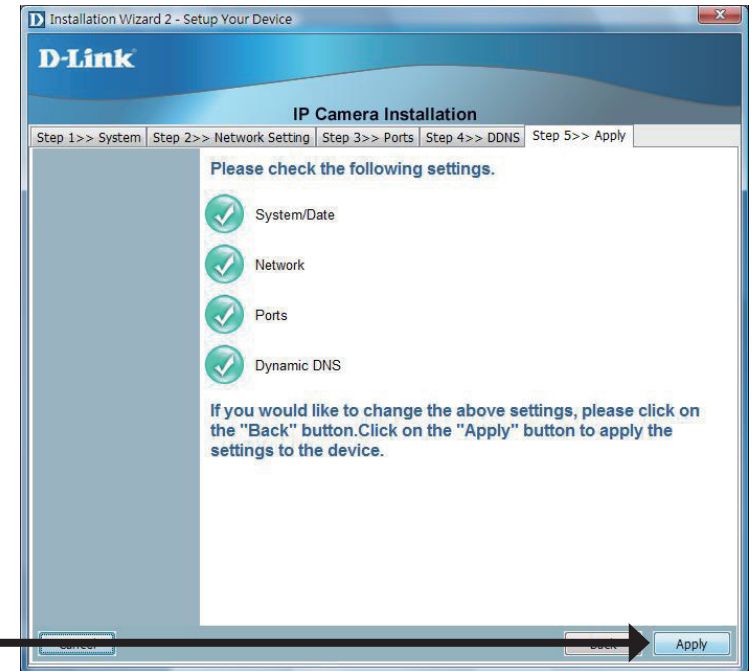 Installation Wizard 2 - Setup Your Device
D-Link
IP Camera Installation
Step 1>> System Step 2>> Network Setting Step 3>> Ports Step 4>> DDNS Step 5>> Apply
Please check the following settings.
System/Date
Network
Ports
Dynamic DNS
If you would like to change the above settings, please click on
the "Back" button.Click on the "Apply" button to apply the
settings to the device.
Apply